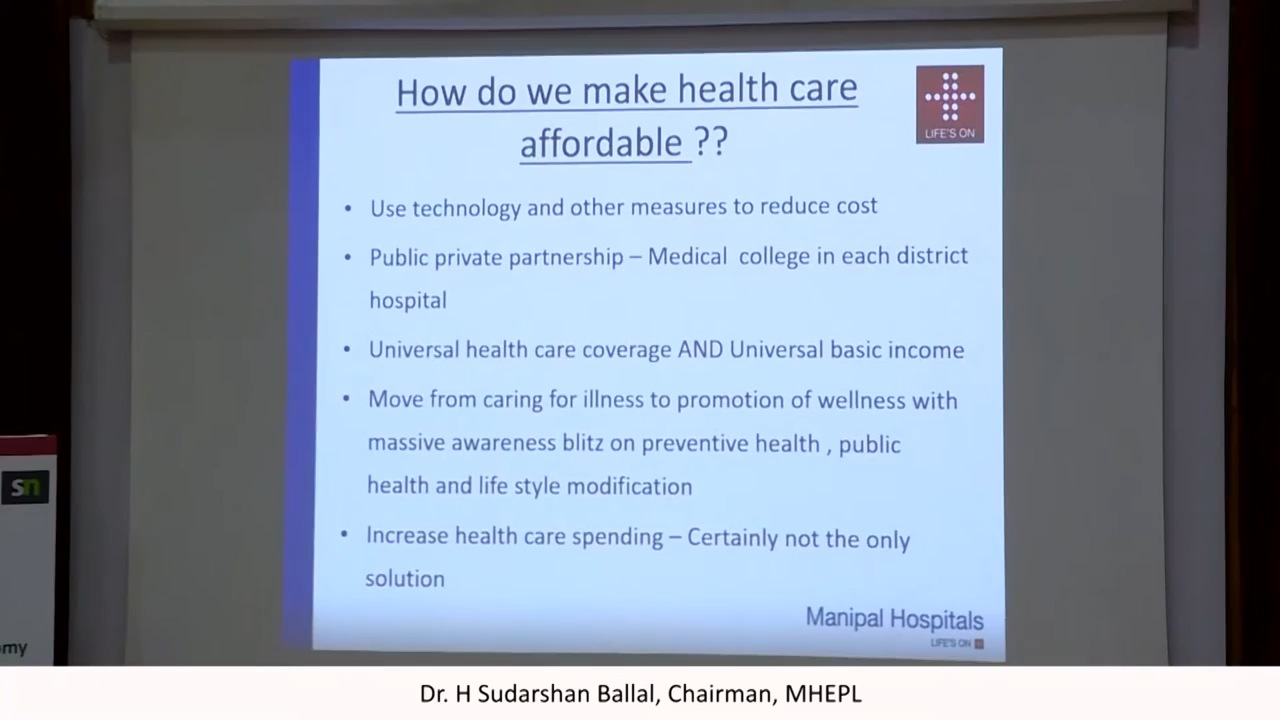 How do we make health care
affordable ??
LIFE'S ON
• Use technology and other measures to reduce cost
• Public private partnership – Medical college in each district
hospital
• Universal health care coverage AND Universal basic income
• Move from caring for illness to promotion of wellness with
massive awareness blitz on preventive health , public
health and life style modification
• Increase health care spending – Certainly not the only
solution
Manipal Hospitals
LIFE'S ON
sn
omy
Dr. H Sudarshan Ballal, Chairman, MHEPL